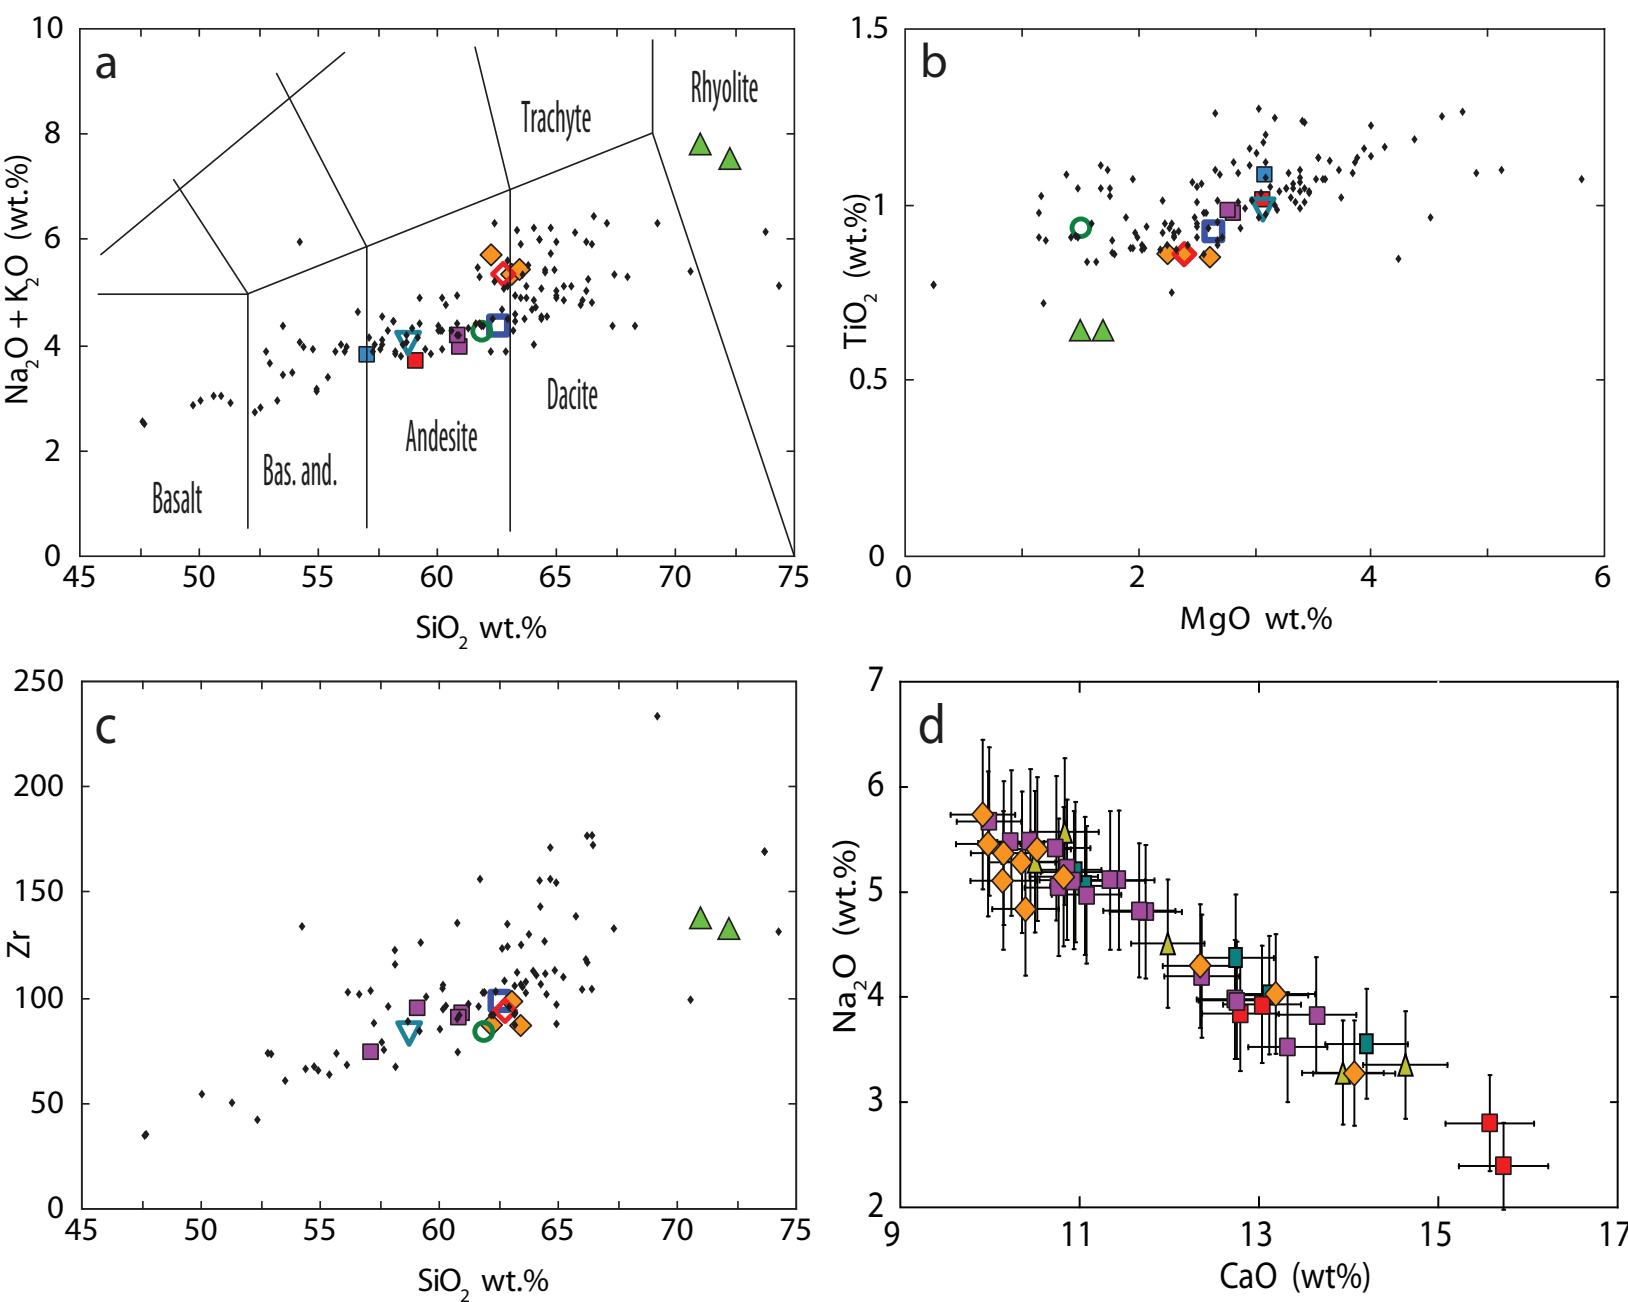 a
10
8
6
4
2
0
Na₂O + K₂O (wt.%)
Rhyolite
Trachyte
Dacite
Andesite
Bas. and.
Basalt
45 50 55 60 65 70 75
SiO₂ wt.%
b
1.5
1
0.5
0
TiO₂ (wt.%)
0 2 4 6
MgO wt.%
c
250
200
150
100
50
0
Zr
45 50 55 60 65 70 75
SiO₂ wt.%
d
7
6
5
4
3
2
Na₂O (wt.%)
9 11 13 15 17
CaO (wt%)